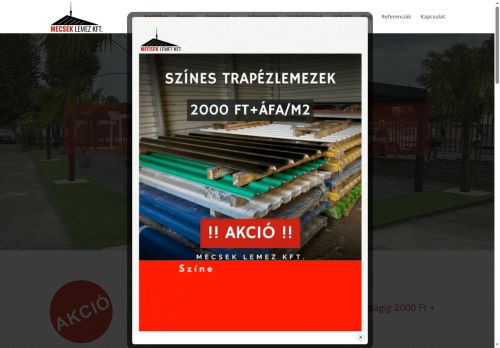 MECSEK LEMEZ KFT.
Referenciák
Kapcsolat
MECSEK LEMEZ KFT.
SZÍNES TRAPÉZLEMEZEK
2000 FT+ÁFA/M2
!! AKCIÓ !!
MECSEK LEMEZ KFT.
Színe
AKCIÓ
2000 Ft +